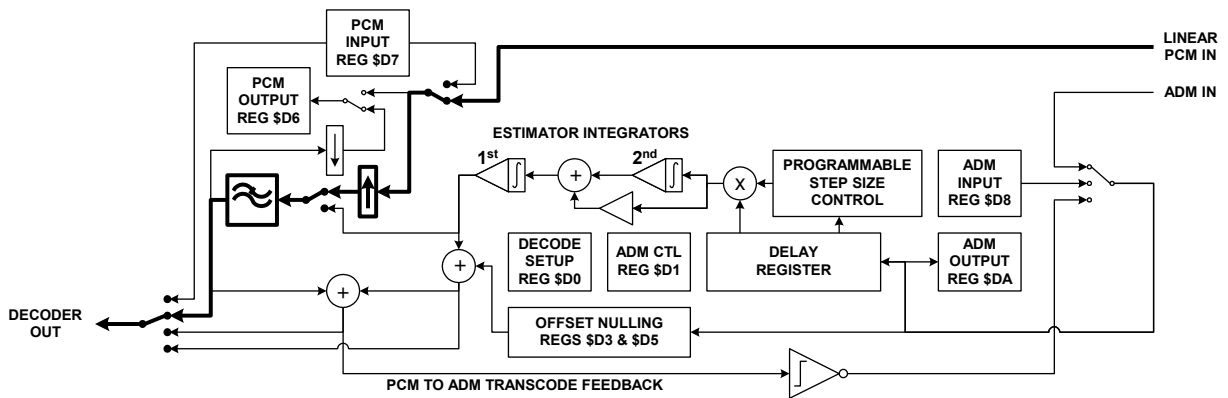 PCM
INPUT
REG $D7
LINEAR
PCM IN
PCM
OUTPUT
REG $D6
ADM IN
ESTIMATOR INTEGRATORS
1st
2nd
+
X
PROGRAMMABLE
STEP SIZE
CONTROL
ADM
INPUT
REG $D8
DECODE
SETUP
REG $D0
ADM CTL
REG $D1
DELAY
REGISTER
ADM
OUTPUT
REG $DA
+
+
DECODER
OUT
OFFSET NULLING
REGS $D3 & $D5
PCM TO ADM TRANSCODE FEEDBACK